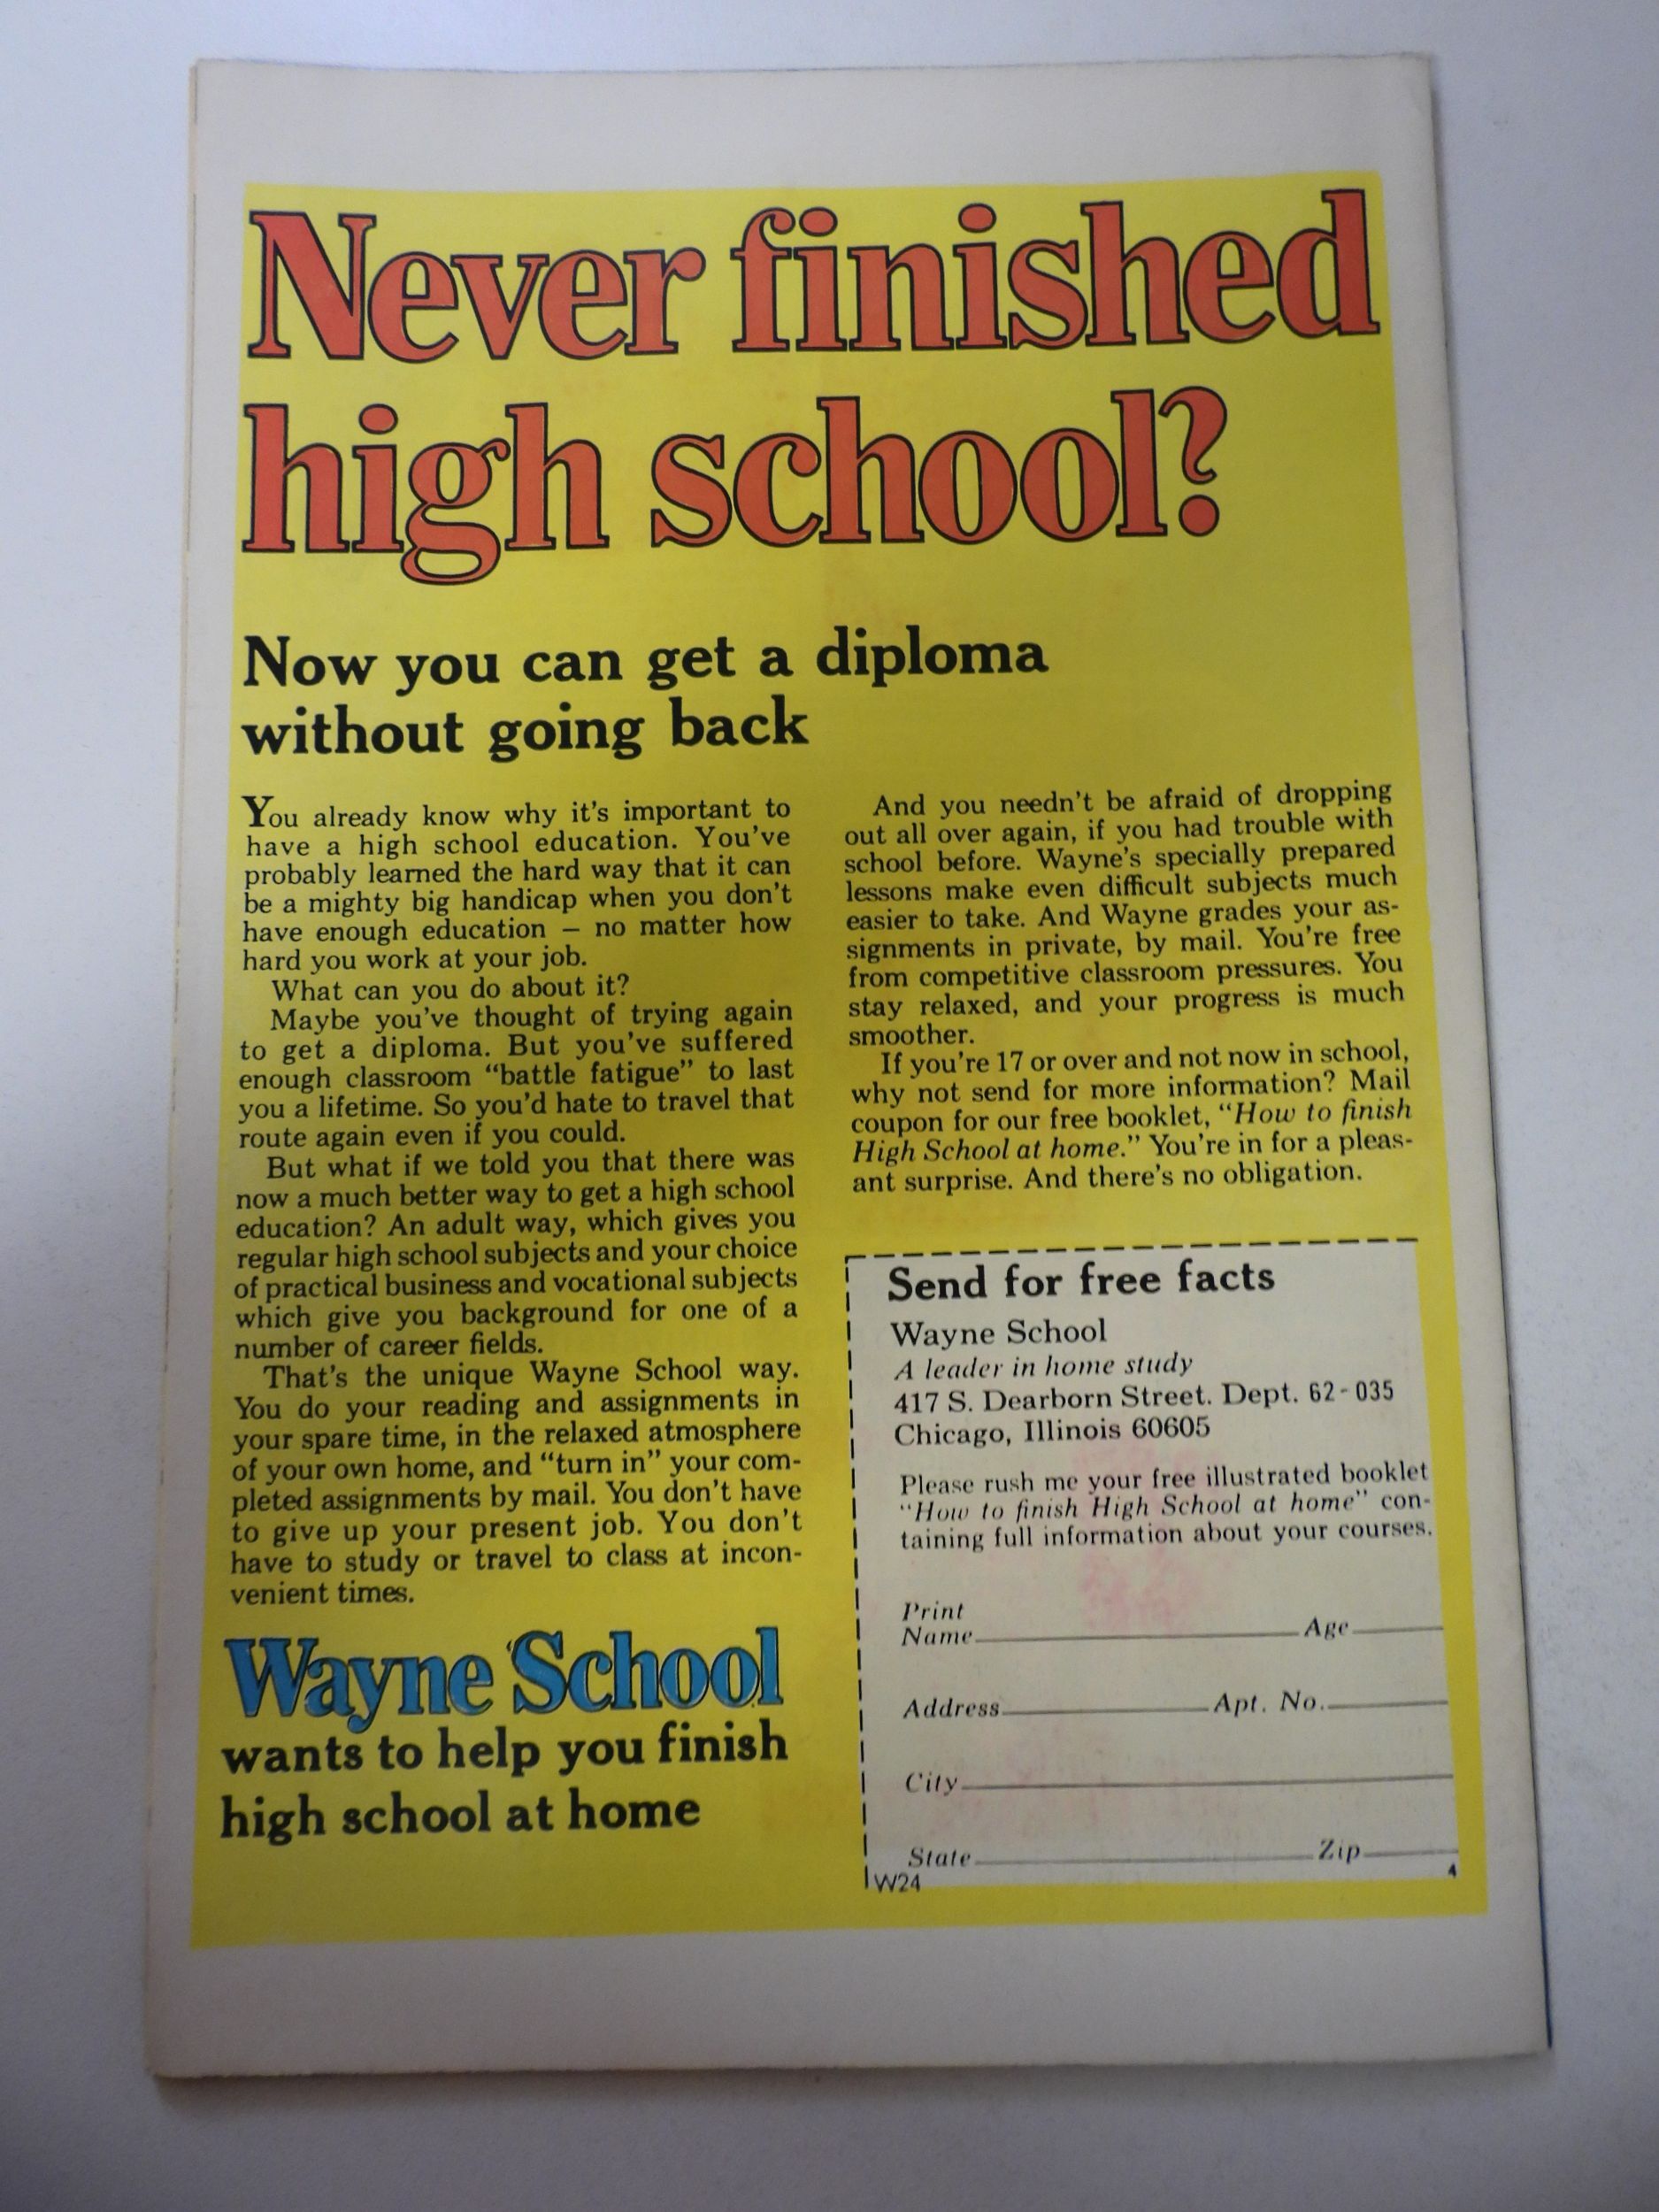 Never finished
high school?
Now you can get a diploma
without going back
You already know why it's important to
have a high school education. You've
probably learned the hard way that it can
be a mighty big handicap when you don't
have enough education – no matter how
hard you work at your job.
What can you do about it?
Maybe you've thought of trying again
to get a diploma. But you've suffered
enough classroom "battle fatigue" to last
you a lifetime. So you'd hate to travel that
route again even if you could.
But what if we told you that there was
now a much better way to get a high school
education? An adult way, which gives you
regular high school subjects and your choice
of practical business and vocational subjects
which give you background for one of a
number of career fields.
That's the unique Wayne School way.
You do your reading and assignments in
your spare time, in the relaxed atmosphere
of your own home, and "turn in" your com-
pleted assignments by mail. You don't have
to give up your present job. You don't
have to study or travel to class at incon-
venient times.
Wayne School
wants to help you finish
high school at home
And you needn't be afraid of dropping
out all over again, if you had trouble with
school before. Wayne's specially prepared
lessons make even difficult subjects much
easier to take. And Wayne grades your as-
signments in private, by mail. You're free
from competitive classroom pressures. You
stay relaxed, and your progress is much
smoother.
If you're 17 or over and not now in school,
why not send for more information? Mail
coupon for our free booklet, "How to finish
High School at home." You're in for a pleas-
ant surprise. And there's no obligation.
Send for free facts
Wayne School
A leader in home study
417 S. Dearborn Street. Dept. 62-035
Chicago, Illinois 60605
Please rush me your free illustrated booklet
"How to finish High School at home" con-
taining full information about your courses.
Print
Name Age
Address Apt. No.
City
State Zip
W24 4